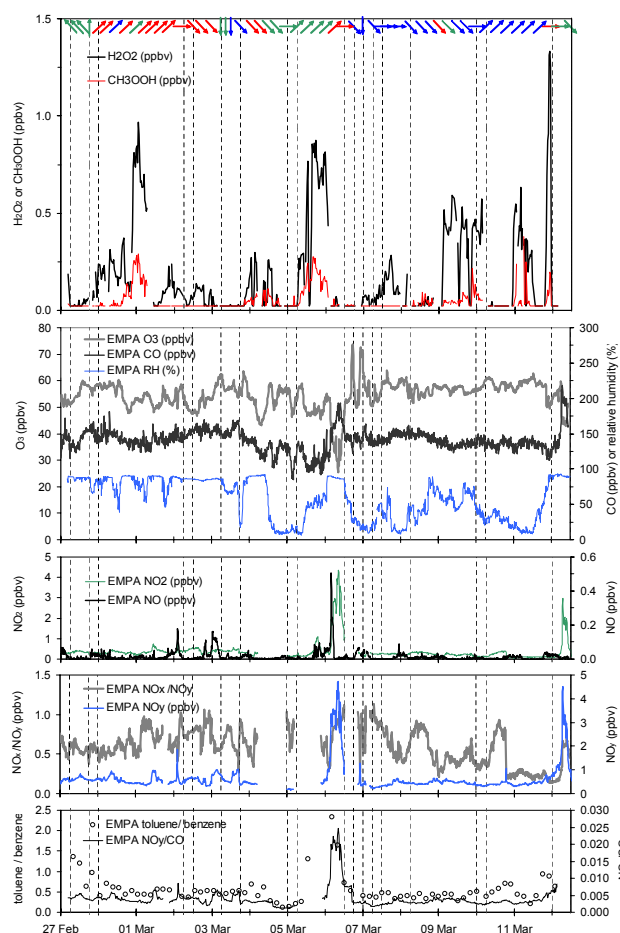 1.5
H2O2 (ppbv)
CH3OOH (ppbv)
1.0
H2O2 or CH3OOH (ppbv)
0.5
0.0
80 300
EMPA O3 (ppbv)
70
EMPA CO (ppbv) 250
60 EMPA RH (%)
50 200
O3 (ppbv)
40 150
30 100
20
10 50
0 0
CO (ppbv) or relative humidity (%)
5 0.6
4 EMPA NO2 (ppbv)
EMPA NO (ppbv) 0.4
3
NO2 (ppbv)
NO (ppbv)
2 0.2
1
0 0.0
1.5 5
EMPA NOx /NOy
EMPA NOy (ppbv) 4
1.0 3
NOx/NOy
NOy (ppbv)
0.5 2
1
0.0 0
2.5 0.030
EMPA toluene/ benzene
2.0 EMPA NOy/CO 0.025
0.020
1.5
toluene / benzene
0.015
1.0 0.010
0.5 0.005
0.0 0.000
27 Feb 01 Mar 03 Mar 05 Mar 07 Mar 09 Mar 11 Mar